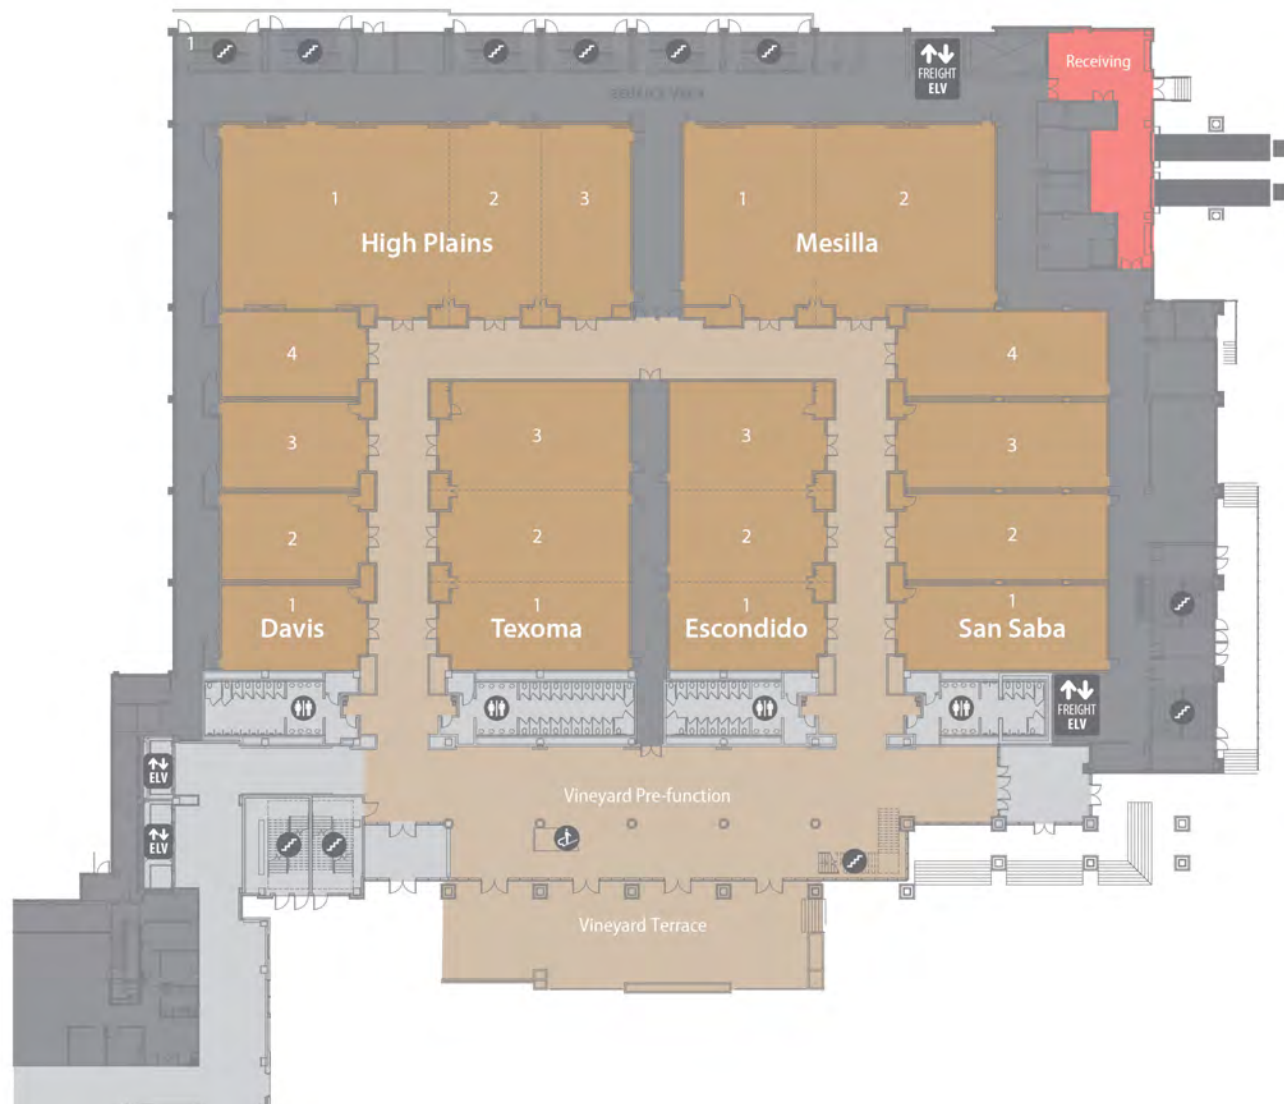 1
FREIGHT
ELV
Receiving
1
2
3
High Plains
1
2
Mesilla
4
4
3
3
3
3
2
2
2
2
1
Davis
1
Texoma
1
Escondido
1
San Saba
FREIGHT
ELV
ELV
Vineyard Pre-function
ELV
Vineyard Terrace